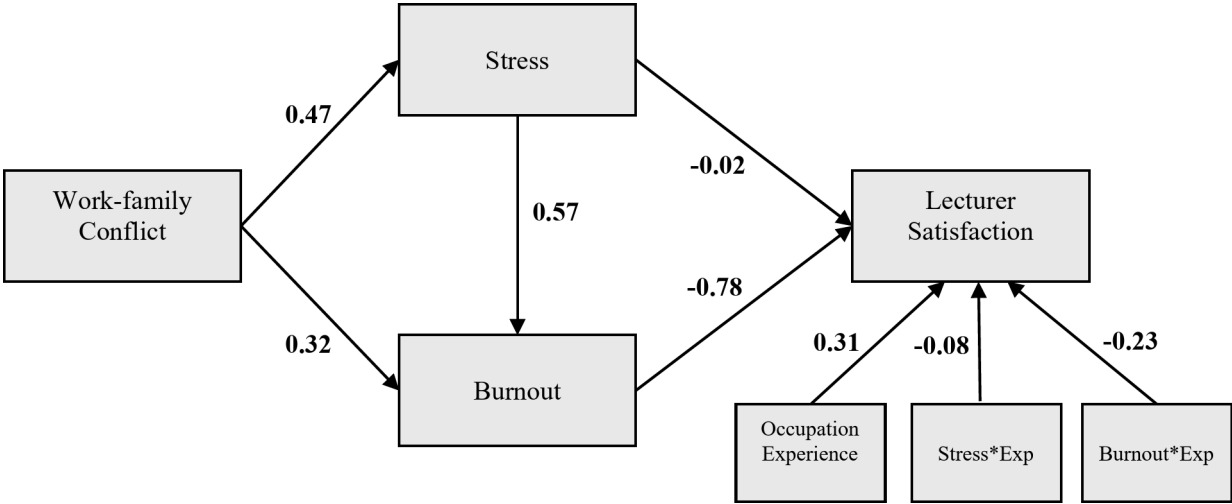 Stress
0.47
-0.02
Work-family
Conflict
0.57
Lecturer
Satisfaction
-0.78
0.32
Burnout
0.31
-0.08
-0.23
Occupation
Experience
Stress*Exp
Burnout*Exp